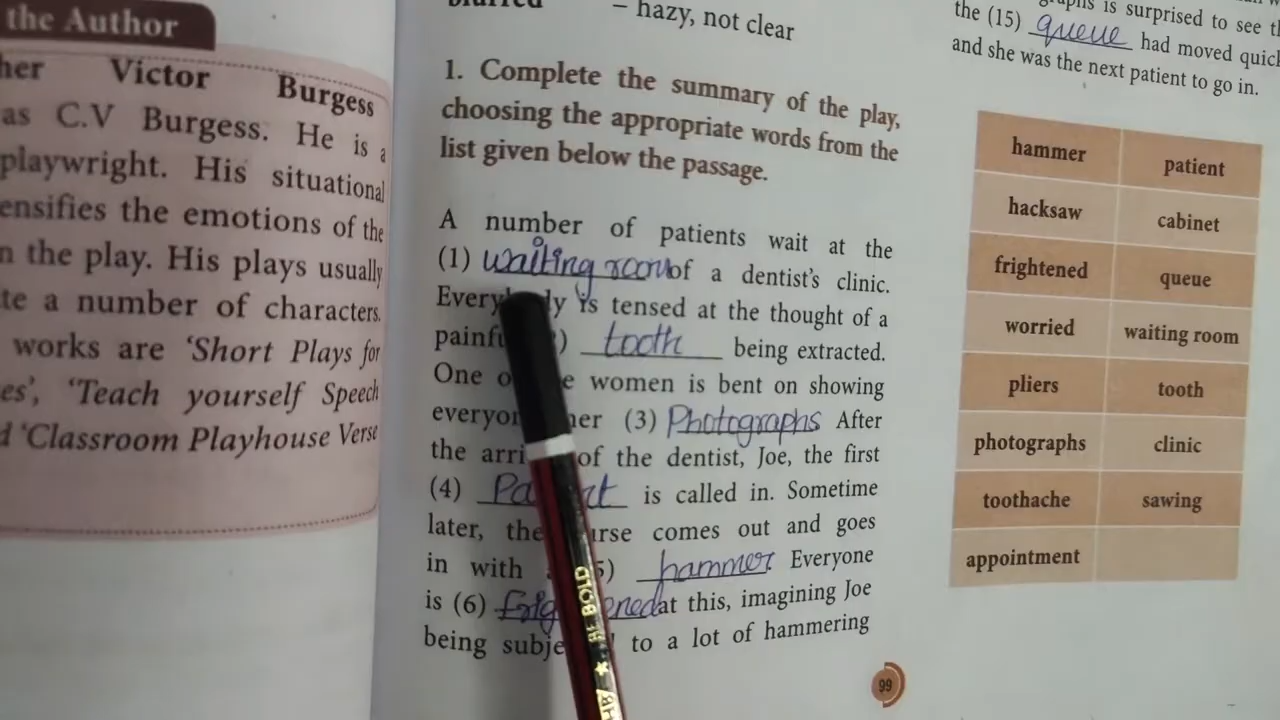 the Author
her Victor Burgess
as C.V Burgess. He is a
playwright. His situational
ensifies the emotions of the
n the play. His plays usually
te a number of characters.
works are ‘Short Plays for
es’, ‘Teach yourself Speech
d ‘Classroom Playhouse Verse
blurred – hazy, not clear
1. Complete the summary of the play,
choosing the appropriate words from the
list given below the passage.
A number of patients wait at the
(1) waiting room of a dentist’s clinic.
is tensed at the thought of a
tooth being extracted.
One women is bent on showing
(3) Photographs After
the of the dentist, Joe, the first
(4) is called in. Sometime
later, comes out and goes
in with hammer. Everyone
is (6) at this, imagining Joe
being to a lot of hammering
99
is surprised to see
the (15) queue had moved
and she was the next patient to go in.
hammer patient
hacksaw cabinet
frightened queue
worried waiting room
pliers tooth
photographs clinic
toothache sawing
appointment
HB BOLD